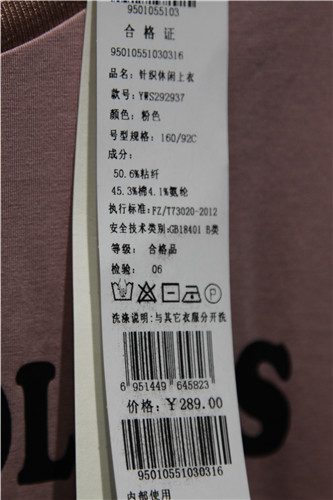 9501055103
合格证
95010551030316
品名：针织休闲上衣
款号：YWS292937
颜色：粉色
号型规格：160/92C
成分：
50.6%粘纤
45.3%棉4.1%氨纶
执行标准：FZ/T73020-2012
安全技术类别：GB18401 B类
等级： 合格品
检验： 06
P
洗涤说明：与其它衣服分开洗
6 951449 645823
价格：￥289.00
95010551030316
内部使用